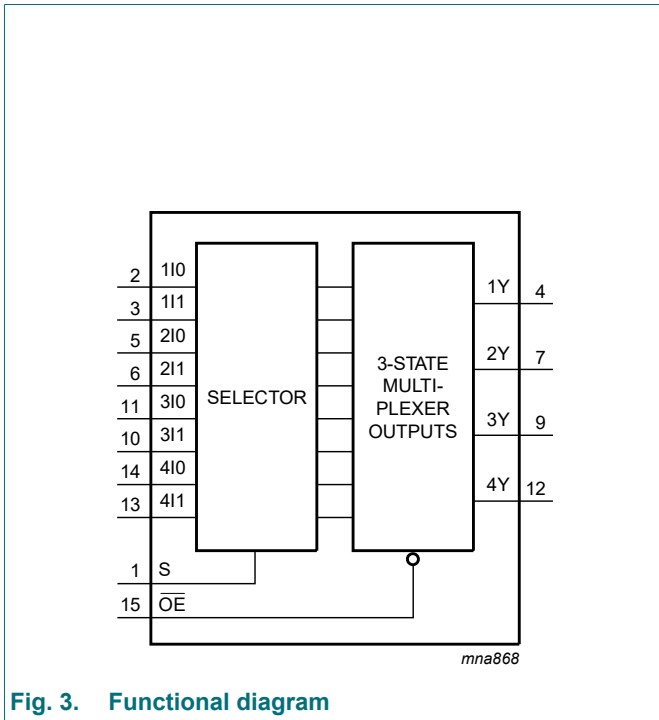 2 1I0
3 1I1
5 2I0
6 2I1
11 3I0
10 3I1
14 4I0
13 4I1
1 S
15 O̅E̅
SELECTOR
3-STATE
MULTI-
PLEXER
OUTPUTS
1Y 4
2Y 7
3Y 9
4Y 12
mna868
Fig. 3. Functional diagram